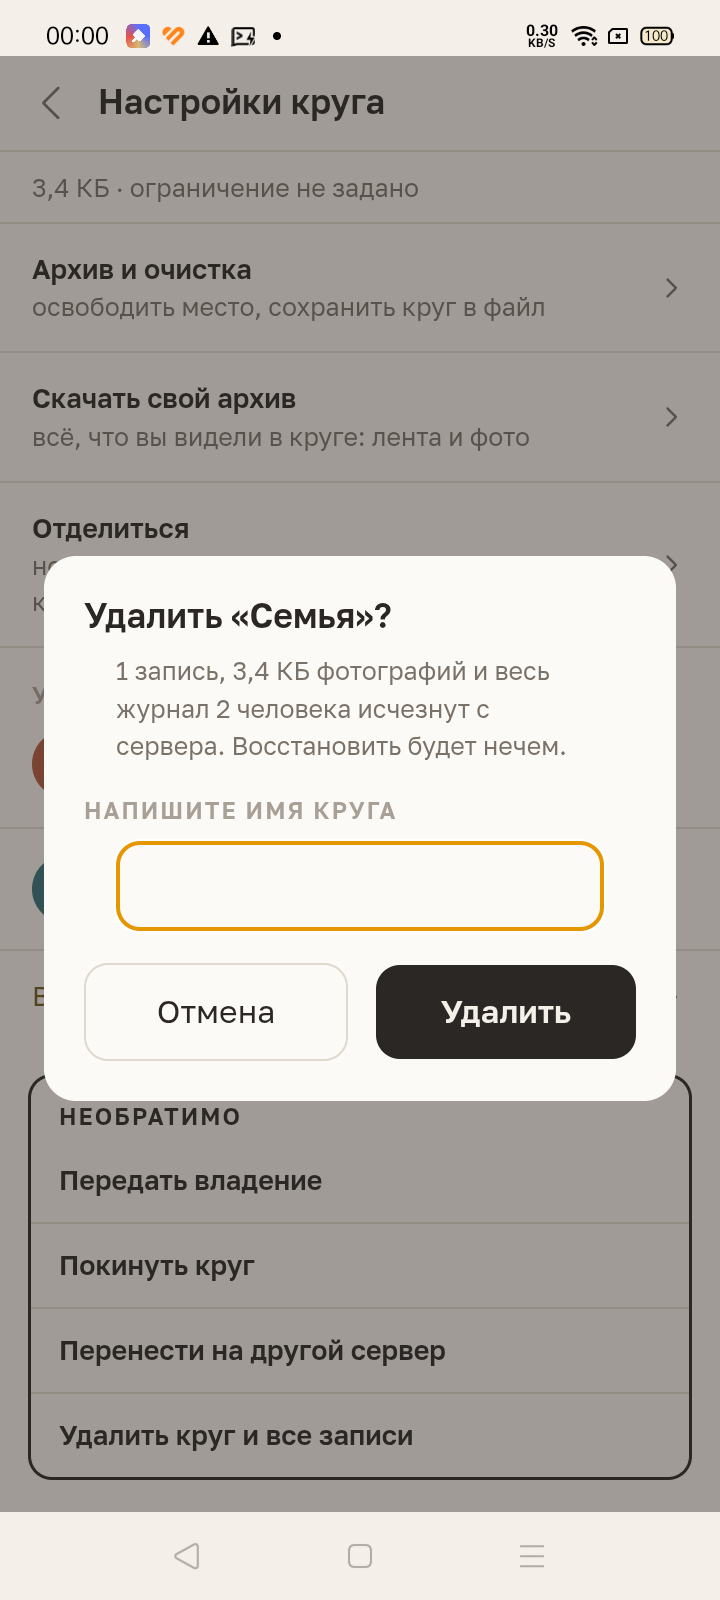 00:00
0.30
KB/S
100
Настройки круга
3,4 КБ · ограничение не задано
Архив и очистка
освободить место, сохранить круг в файл
Скачать свой архив
всё, что вы видели в круге: лента и фото
Отделиться
Удалить «Семья»?
1 запись, 3,4 КБ фотографий и весь
журнал 2 человека исчезнут с
сервера. Восстановить будет нечем.
НАПИШИТЕ ИМЯ КРУГА
Отмена
Удалить
НЕОБРАТИМО
Передать владение
Покинуть круг
Перенести на другой сервер
Удалить круг и все записи